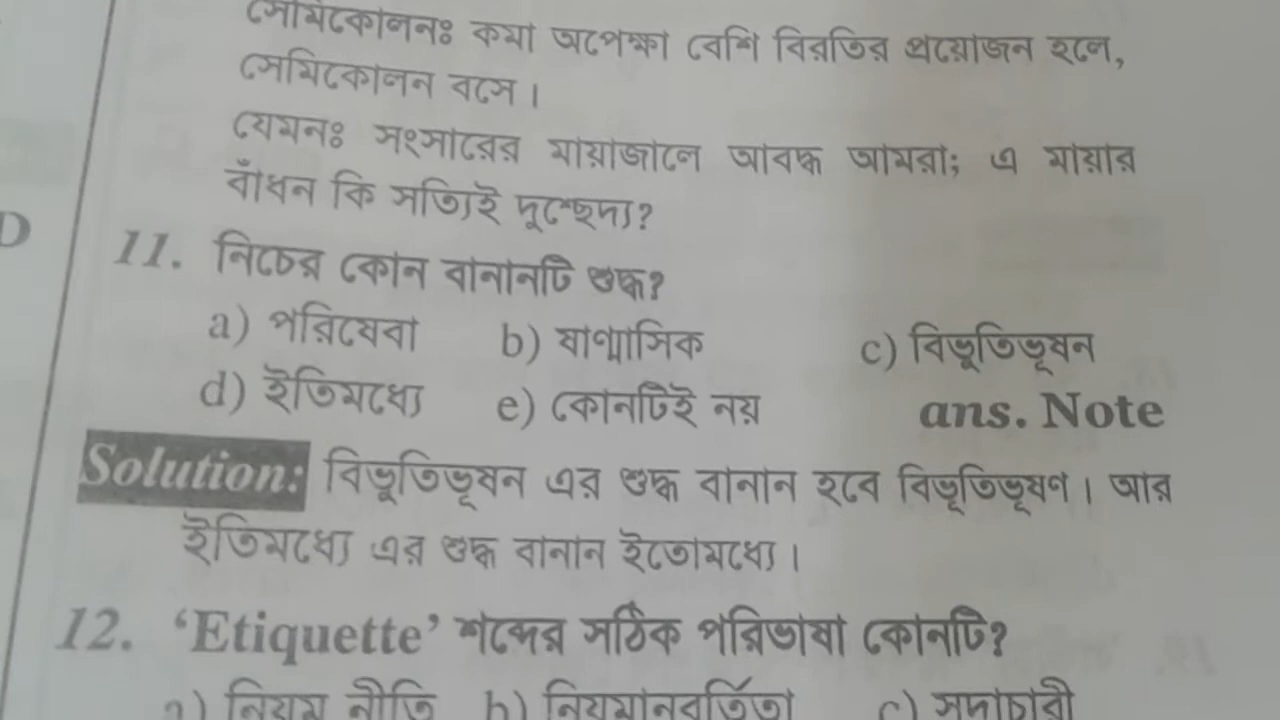 সেমিকোলনঃ কমা অপেক্ষা বেশি বিরতির প্রয়োজন হলে,
সেমিকোলন বসে।
যেমনঃ সংসারের মায়াজালে আবদ্ধ আমরা; এ মায়ার
বাঁধন কি সত্যিই দুশ্ছেদ্য?
D
11. নিচের কোন বানানটি শুদ্ধ?
a) পরিষেবা b) ষাণ্মাসিক c) বিভুতিভূষন
d) ইতিমধ্যে e) কোনটিই নয় ans. Note
Solution: বিভুতিভূষন এর শুদ্ধ বানান হবে বিভূতিভূষণ। আর
ইতিমধ্যে এর শুদ্ধ বানান ইতোমধ্যে।
12. ‘Etiquette’ শব্দের সঠিক পরিভাষা কোনটি?
a) নিয়ম নীতি b) নিয়মানুবর্তিতা c) সদাচারী